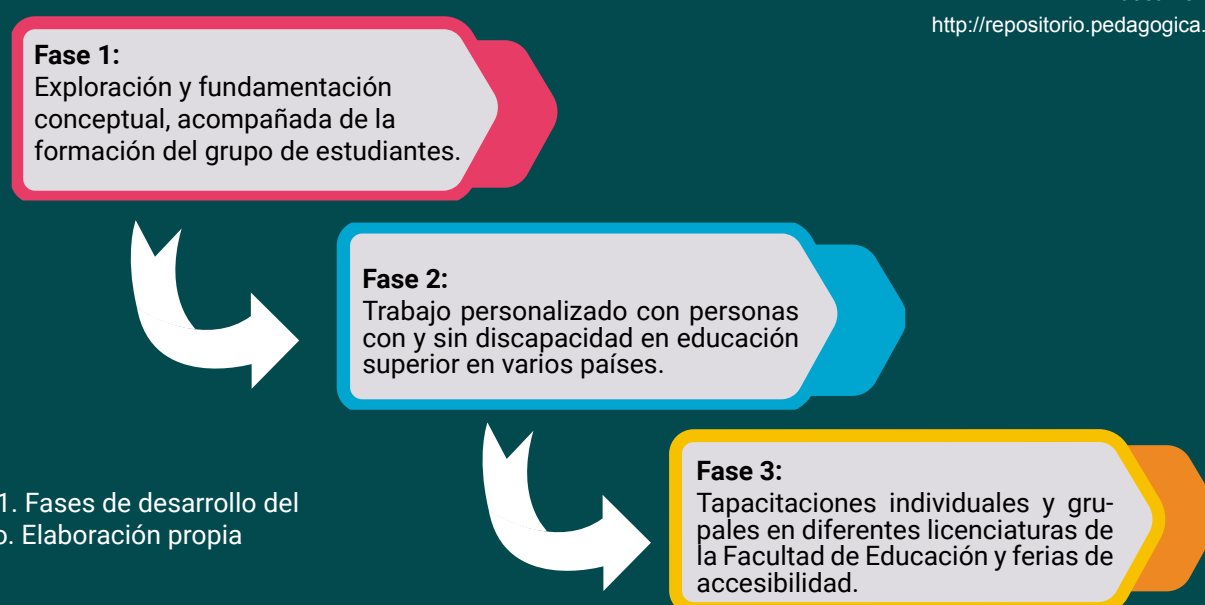 http://repositorio.pedagogica.
Fase 1:
Exploración y fundamentación
conceptual, acompañada de la
formación del grupo de estudiantes.
Fase 2:
Trabajo personalizado con personas
con y sin discapacidad en educación
superior en varios países.
Fase 3:
Tapacitaciones individuales y gru-
pales en diferentes licenciaturas de
la Facultad de Educación y ferias de
accesibilidad.
1. Fases de desarrollo del
o. Elaboración propia